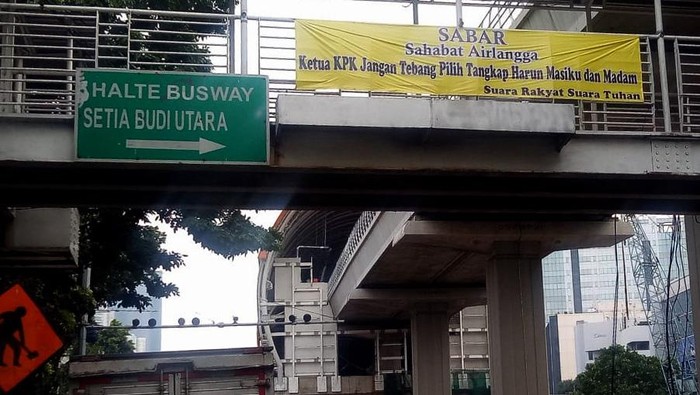 SABAR
Sahabat Airlangga
Ketua KPK Jangan Tebang Pilih Tangkap Harun Masiku dan Madam
Suara Rakyat Suara Tuhan
HALTE BUSWAY
SETIA BUDI UTARA